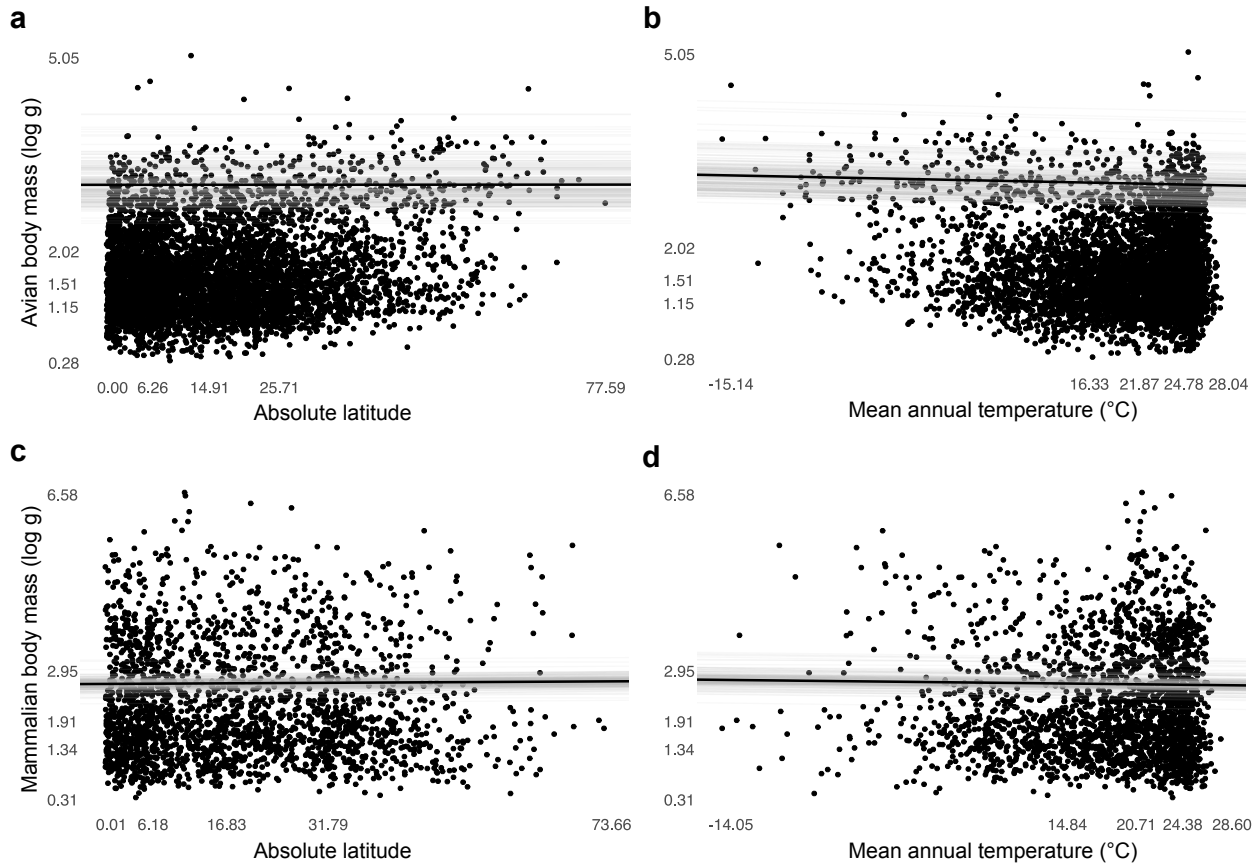 a
Avian body mass (log g)
5.05
2.02
1.51
1.15
0.28
0.00 6.26 14.91 25.71 77.59
Absolute latitude
b
5.05
2.02
1.51
1.15
0.28
-15.14 16.33 21.87 24.78 28.04
Mean annual temperature (°C)
c
Mammalian body mass (log g)
6.58
2.95
1.91
1.34
0.31
0.01 6.18 16.83 31.79 73.66
Absolute latitude
d
6.58
2.95
1.91
1.34
0.31
-14.05 14.84 20.71 24.38 28.60
Mean annual temperature (°C)